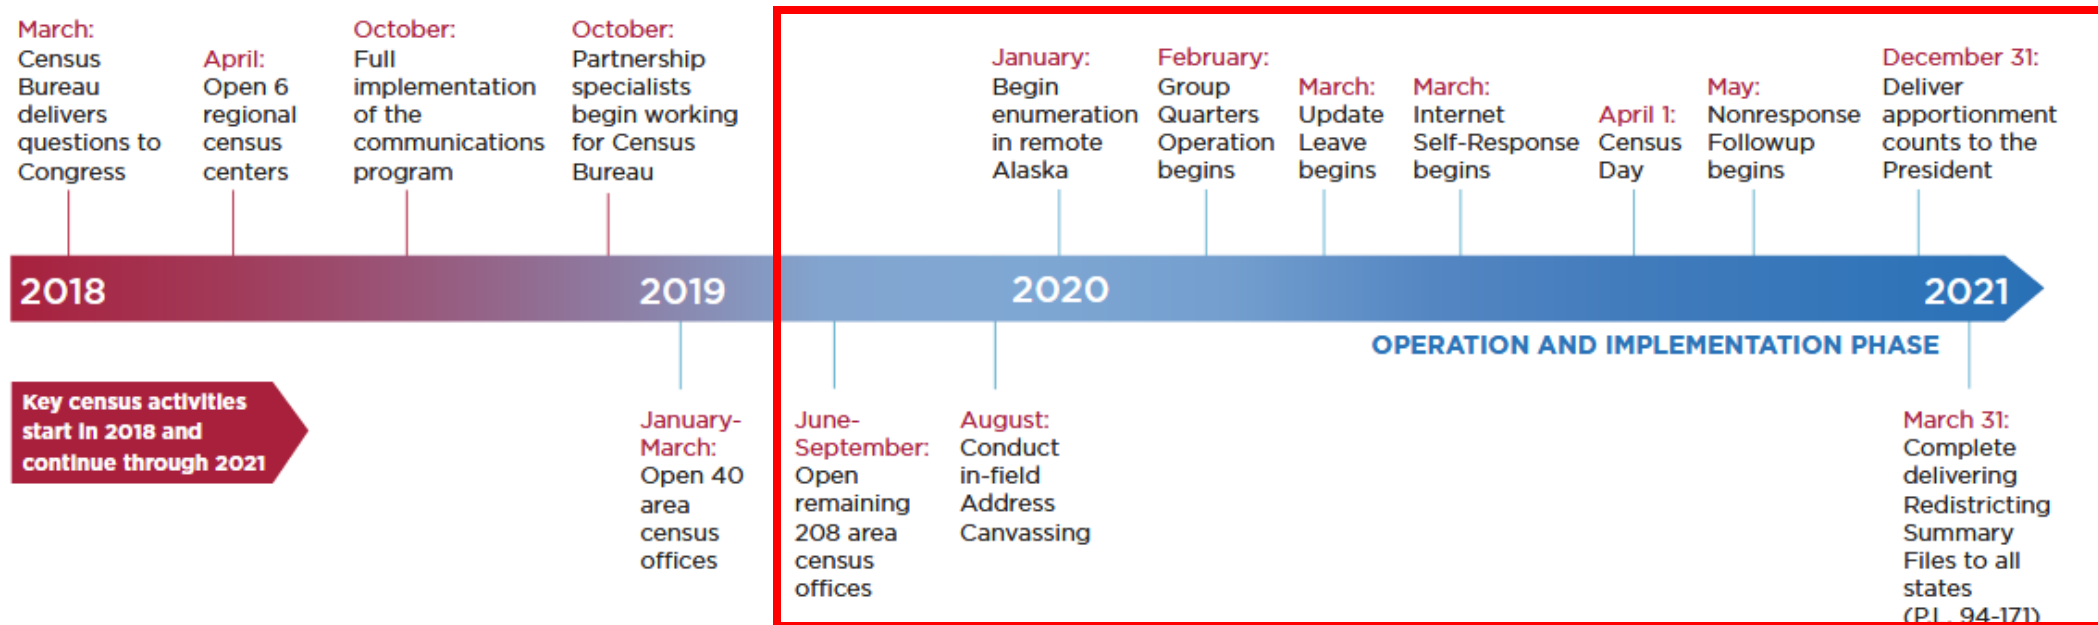 March:
Census
Bureau
delivers
questions to
Congress
April:
Open 6
regional
census
centers
October:
Full
implementation
of the
communications
program
October:
Partnership
specialists
begin working
for Census
Bureau
January:
Begin
enumeration
in remote
Alaska
February:
Group
Quarters
Operation
begins
March:
Update
Leave
begins
March:
Internet
Self-Response
begins
April 1:
Census
Day
May:
Nonresponse
Followup
begins
December 31:
Deliver
apportionment
counts to the
President
2018
2019
2020
2021
OPERATION AND IMPLEMENTATION PHASE
Key census activities
start in 2018 and
continue through 2021
January-
March:
Open 40
area
census
offices
June-
September:
Open
remaining
208 area
census
offices
August:
Conduct
in-field
Address
Canvassing
March 31:
Complete
delivering
Redistricting
Summary
Files to all
states
(P.L. 94-171)